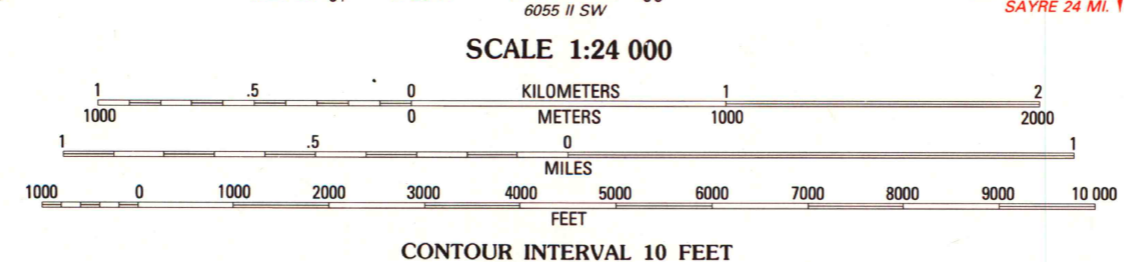 6055 II SW
SAYRE 24 MI.
SCALE 1:24 000
1 .5 0 KILOMETERS 1 2
1000 0 METERS 1000 2000
1 .5 0 1
MILES
1000 0 1000 2000 3000 4000 5000 6000 7000 8000 9000 10 000
FEET
CONTOUR INTERVAL 10 FEET